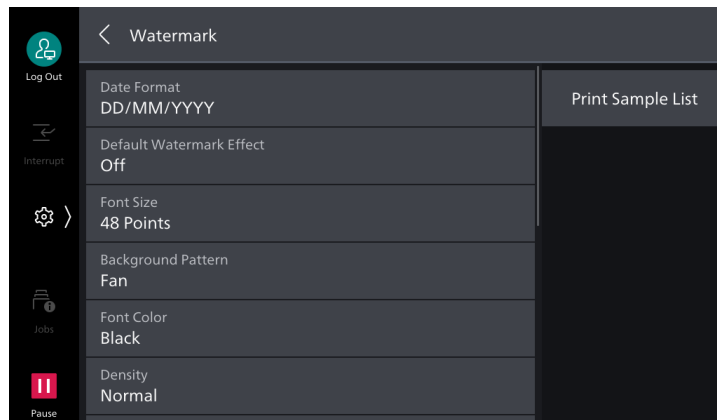 Watermark
Log Out
Interrupt
Jobs
Pause
Date Format
DD/MM/YYYY
Default Watermark Effect
Off
Font Size
48 Points
Background Pattern
Fan
Font Color
Black
Density
Normal
Print Sample List